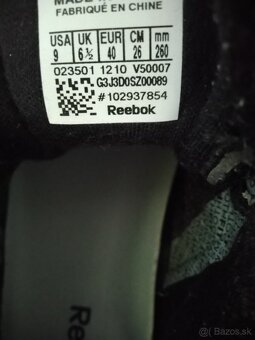 FABRIQUÉ EN CHINE
USA UK EUR CM mm
9 6½ 40 26 260
023501 1210 V50007
G3J3D0SZ00089
#102937854
Reebok
Ree
© Bazos.sk